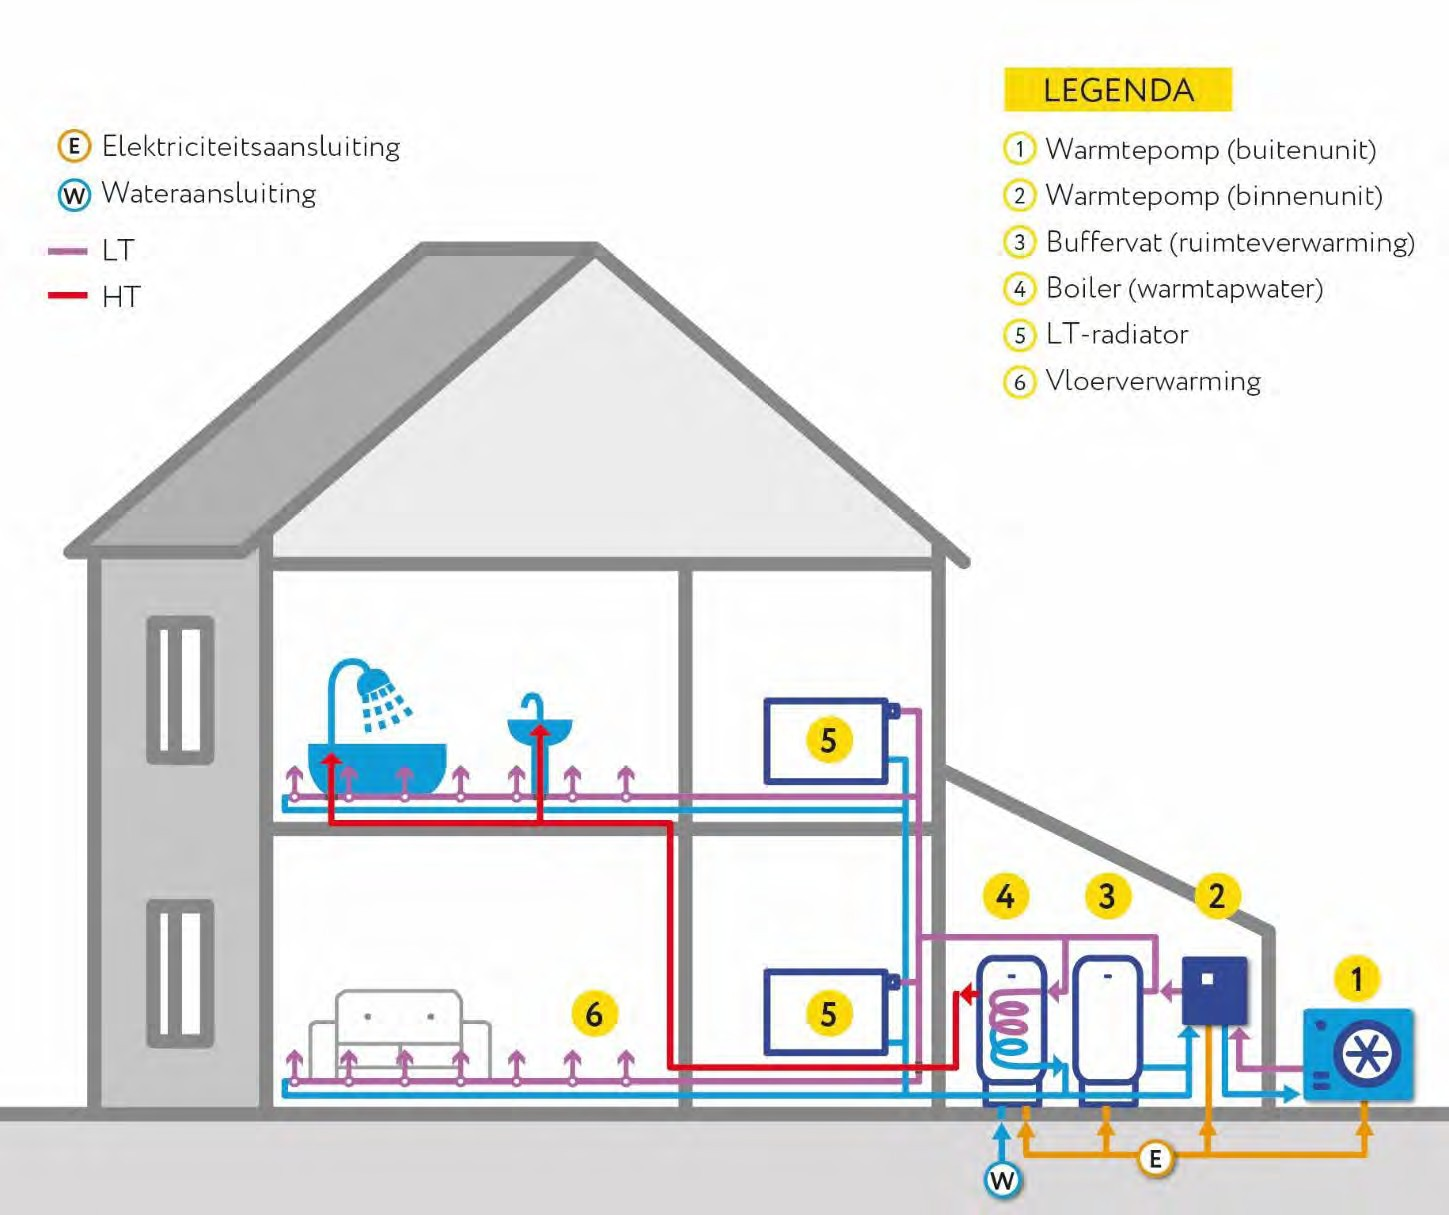 LEGENDA
E Elektriciteitsaansluiting
W Wateraansluiting
LT
HT
1 Warmtepomp (buitenunit)
2 Warmtepomp (binnenunit)
3 Buffervat (ruimteverwarming)
4 Boiler (warmtapwater)
5 LT-radiator
6 Vloerverwarming
5
4
3
2
1
6
5
E
W